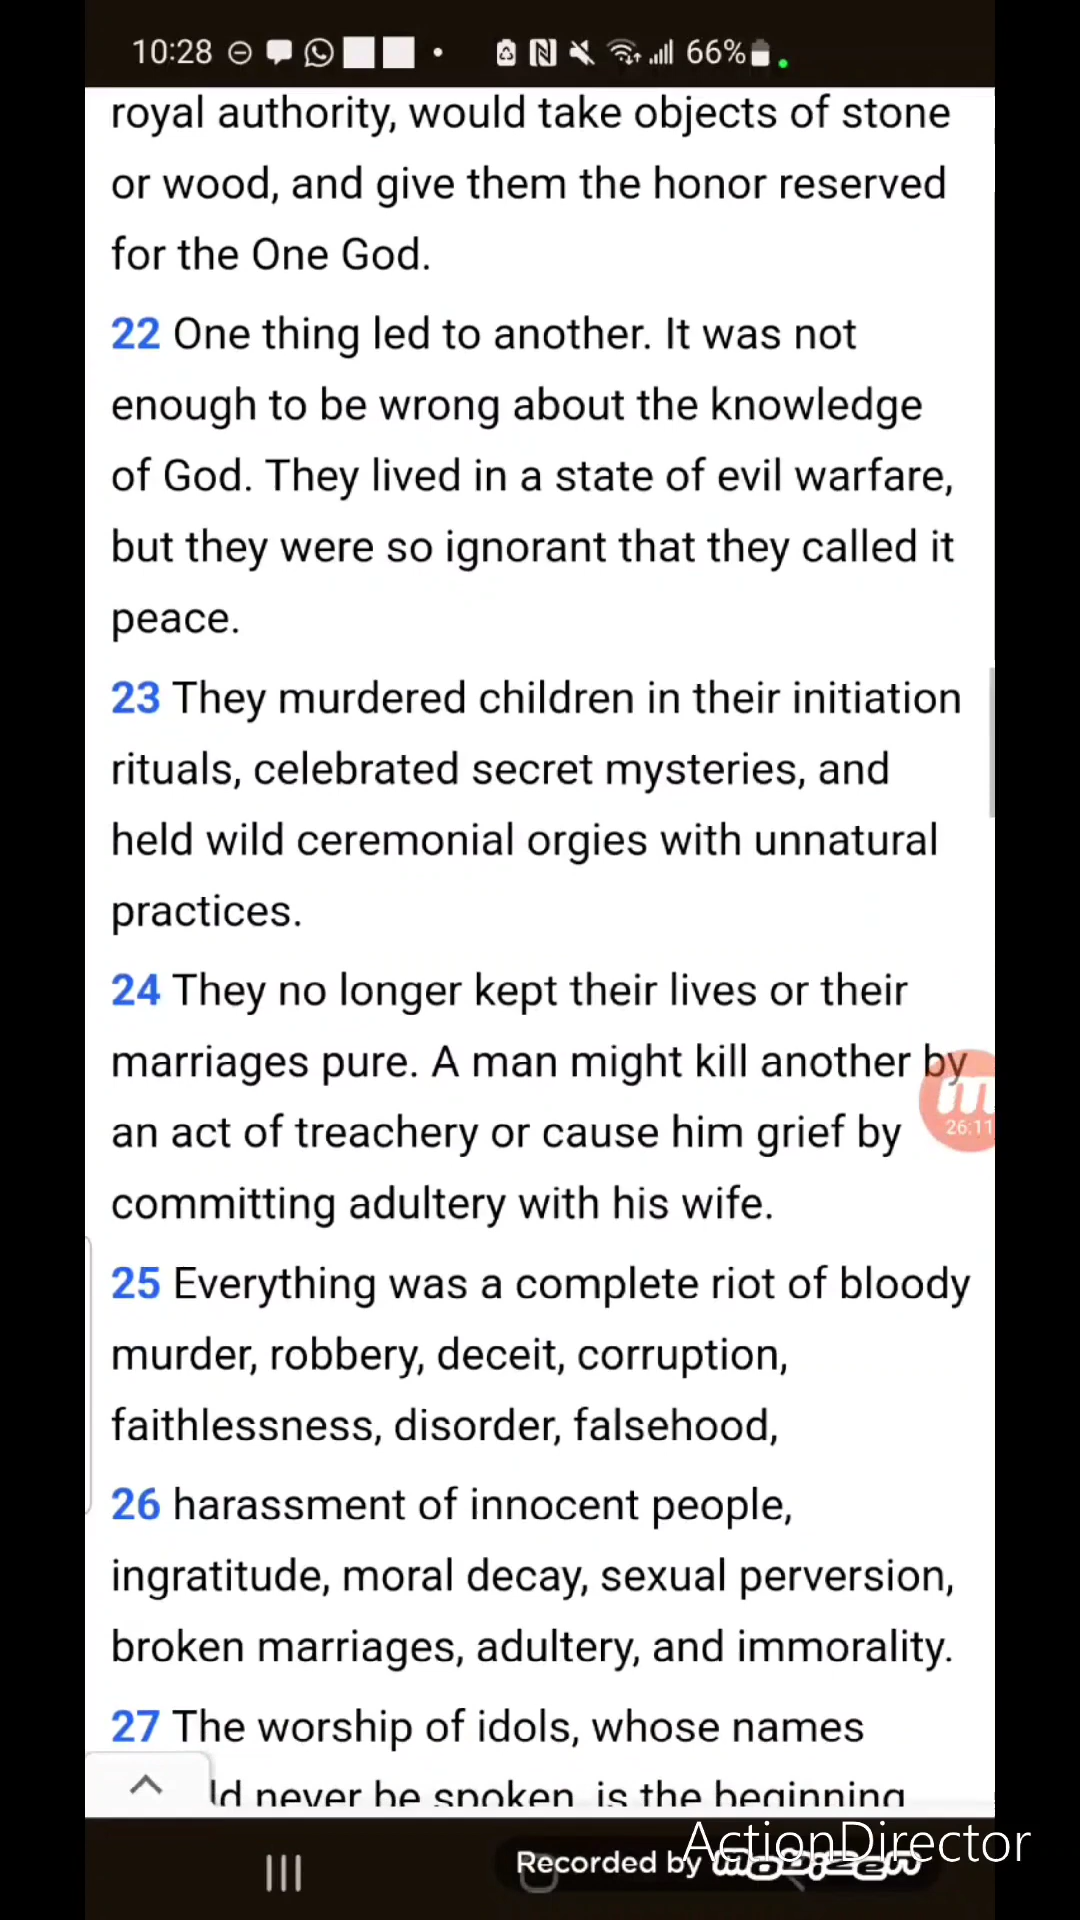 10:28 66%
royal authority, would take objects of stone
or wood, and give them the honor reserved
for the One God.
22 One thing led to another. It was not
enough to be wrong about the knowledge
of God. They lived in a state of evil warfare,
but they were so ignorant that they called it
peace.
23 They murdered children in their initiation
rituals, celebrated secret mysteries, and
held wild ceremonial orgies with unnatural
practices.
24 They no longer kept their lives or their
marriages pure. A man might kill another by
an act of treachery or cause him grief by
committing adultery with his wife.
26:11
25 Everything was a complete riot of bloody
murder, robbery, deceit, corruption,
faithlessness, disorder, falsehood,
26 harassment of innocent people,
ingratitude, moral decay, sexual perversion,
broken marriages, adultery, and immorality.
27 The worship of idols, whose names
ld never be spoken, is the beginning
ActionDirector
Recorded by mobizen